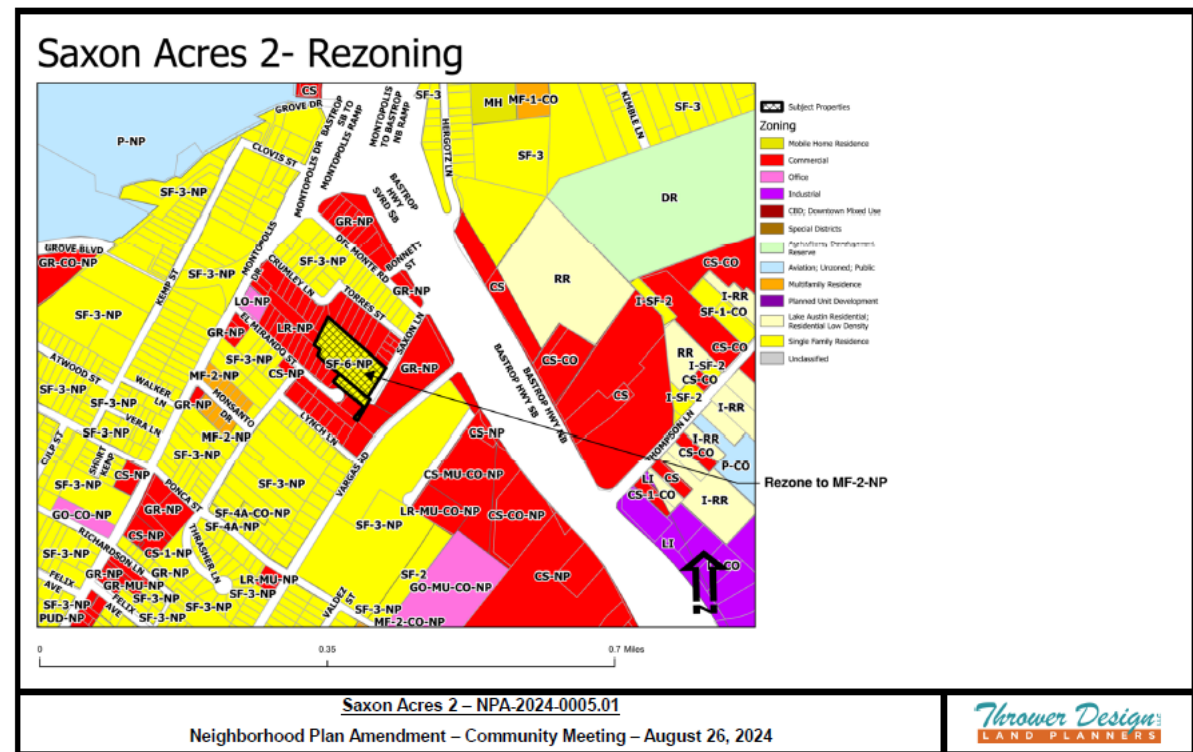 Saxon Acres 2- Rezoning
CS
GROVE DR
BASTROP
SB TO
MONTOPOLIS RAMP
MONTOPOLIS
TO BASTROP
NB RAMP
SF-3
MH
MF-1-CO
KIMBLE LN
SF-3
P-NP
CLOVIS ST
MONTOPOLIS DR
HERGOTZ LN
SF-3
SF-3-NP
BASTROP
HWY
SVRD SB
DR
GR-NP
GROVE BLVD
GR-CO-NP
KEMP ST
SF-3-NP
MONTOPOLIS
DR
DEL MONTE RD
BONNETT
ST
SF-3-NP
CRUMLEY LN
TORRES ST
GR-NP
CS
RR
CS-CO
I-SF-2
I-RR
SF-1-CO
LO-NP
LR-NP
SAXON LN
SF-3-NP
GR-NP
EL MIRANDO ST
SF-6-NP
GR-NP
BASTROP HWY SB
BASTROP HWY NB
CS-CO
CS
RR
I-SF-2
CS-CO
CS-CO
ATWOOD ST
SF-3-NP
SF-3-NP
CS-NP
MF-2-NP
WALKER
LN
SF-3-NP
GR-NP
MONSANTO
DR
LYNCH LN
I-SF-2
I-RR
VERA LN
SF-3-NP
MF-2-NP
CS-NP
THOMPSON LN
I-RR
CS-CO
CULP ST
SHORT
KEMP
SF-3-NP
VARGAS RD
P-CO
SF-3-NP
CS-NP
CS-MU-CO-NP
LI
CS
CS-1-CO
I-RR
Rezone to MF-2-NP
PONCA ST
SF-3-NP
GO-CO-NP
GR-NP
SF-4A-CO-NP
SF-4A-NP
SF-3-NP
LR-MU-CO-NP
CS-CO-NP
RICHARDSON LN
CS-NP
CS-1-NP
THRASHER LN
LI
SF-3-NP
FELIX
AVE
GR-NP
GR-NP
LR-MU-NP
SF-2
CS-NP
GR-MU-NP
SF-3-NP
SF-3-NP
GO-MU-CO-NP
SF-3-NP
PUD-NP
FELIX
AVE
SF-3-NP
SF-3-NP
VALDEZ
ST
SF-3-NP
MF-2-CO-NP
Subject Properties
Zoning
Mobile Home Residence
Commercial
Office
Industrial
CBD; Downtown Mixed Use
Special Districts
Reserve
Aviation; Unzoned; Public
Multifamily Residence
Planned Unit Development
Lake Austin Residential;
Residential Low Density
Single Family Residence
Unclassified
0
0.35
0.7 Miles
Saxon Acres 2 – NPA-2024-0005.01
Neighborhood Plan Amendment – Community Meeting – August 26, 2024
Thrower Design LLC
LAND PLANNERS